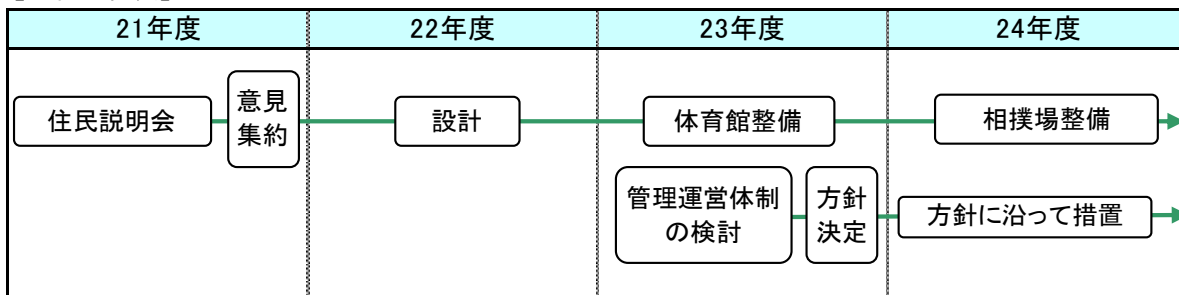 21年度
22年度
23年度
24年度
住民説明会
意見
集約
設計
体育館整備
相撲場整備
管理運営体制
の検討
方針
決定
方針に沿って措置